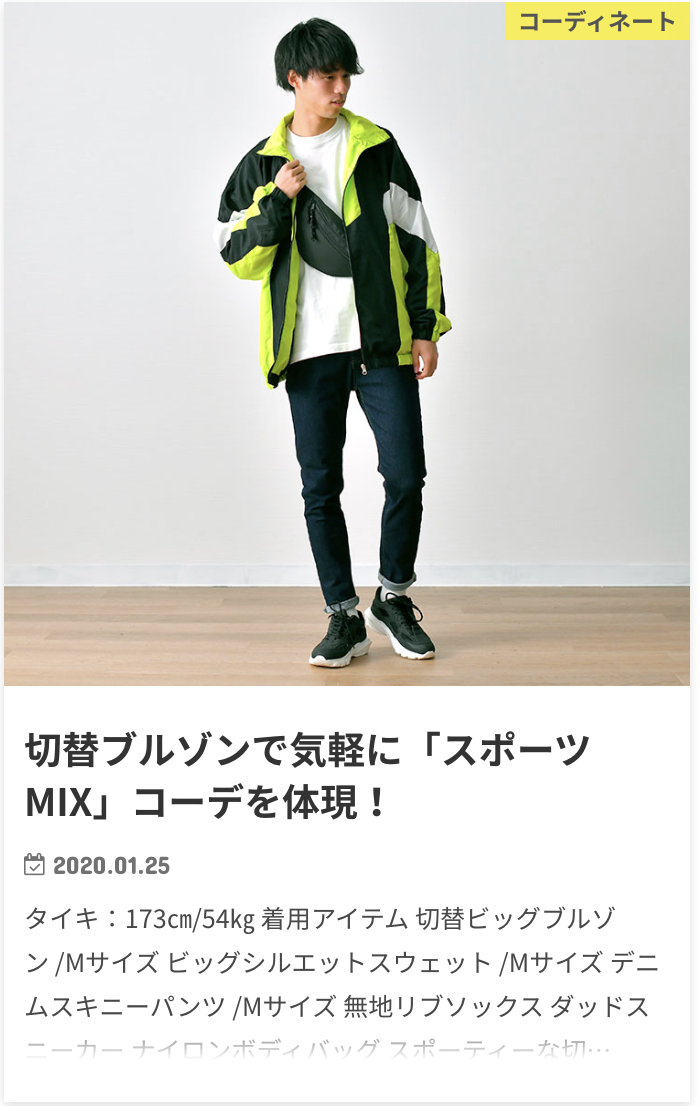 コーディネート
切替ブルゾンで気軽に「スポーツ
MIX」コーデを体現！
2020.01.25
タイキ：173㎝/54㎏ 着用アイテム 切替ビッグブルゾ
ン /Mサイズ ビッグシルエットスウェット /Mサイズ デニ
ムスキニーパンツ /Mサイズ 無地リブソックス ダッドス
ニーカー ナイロンボディバッグ スポーティーな切…